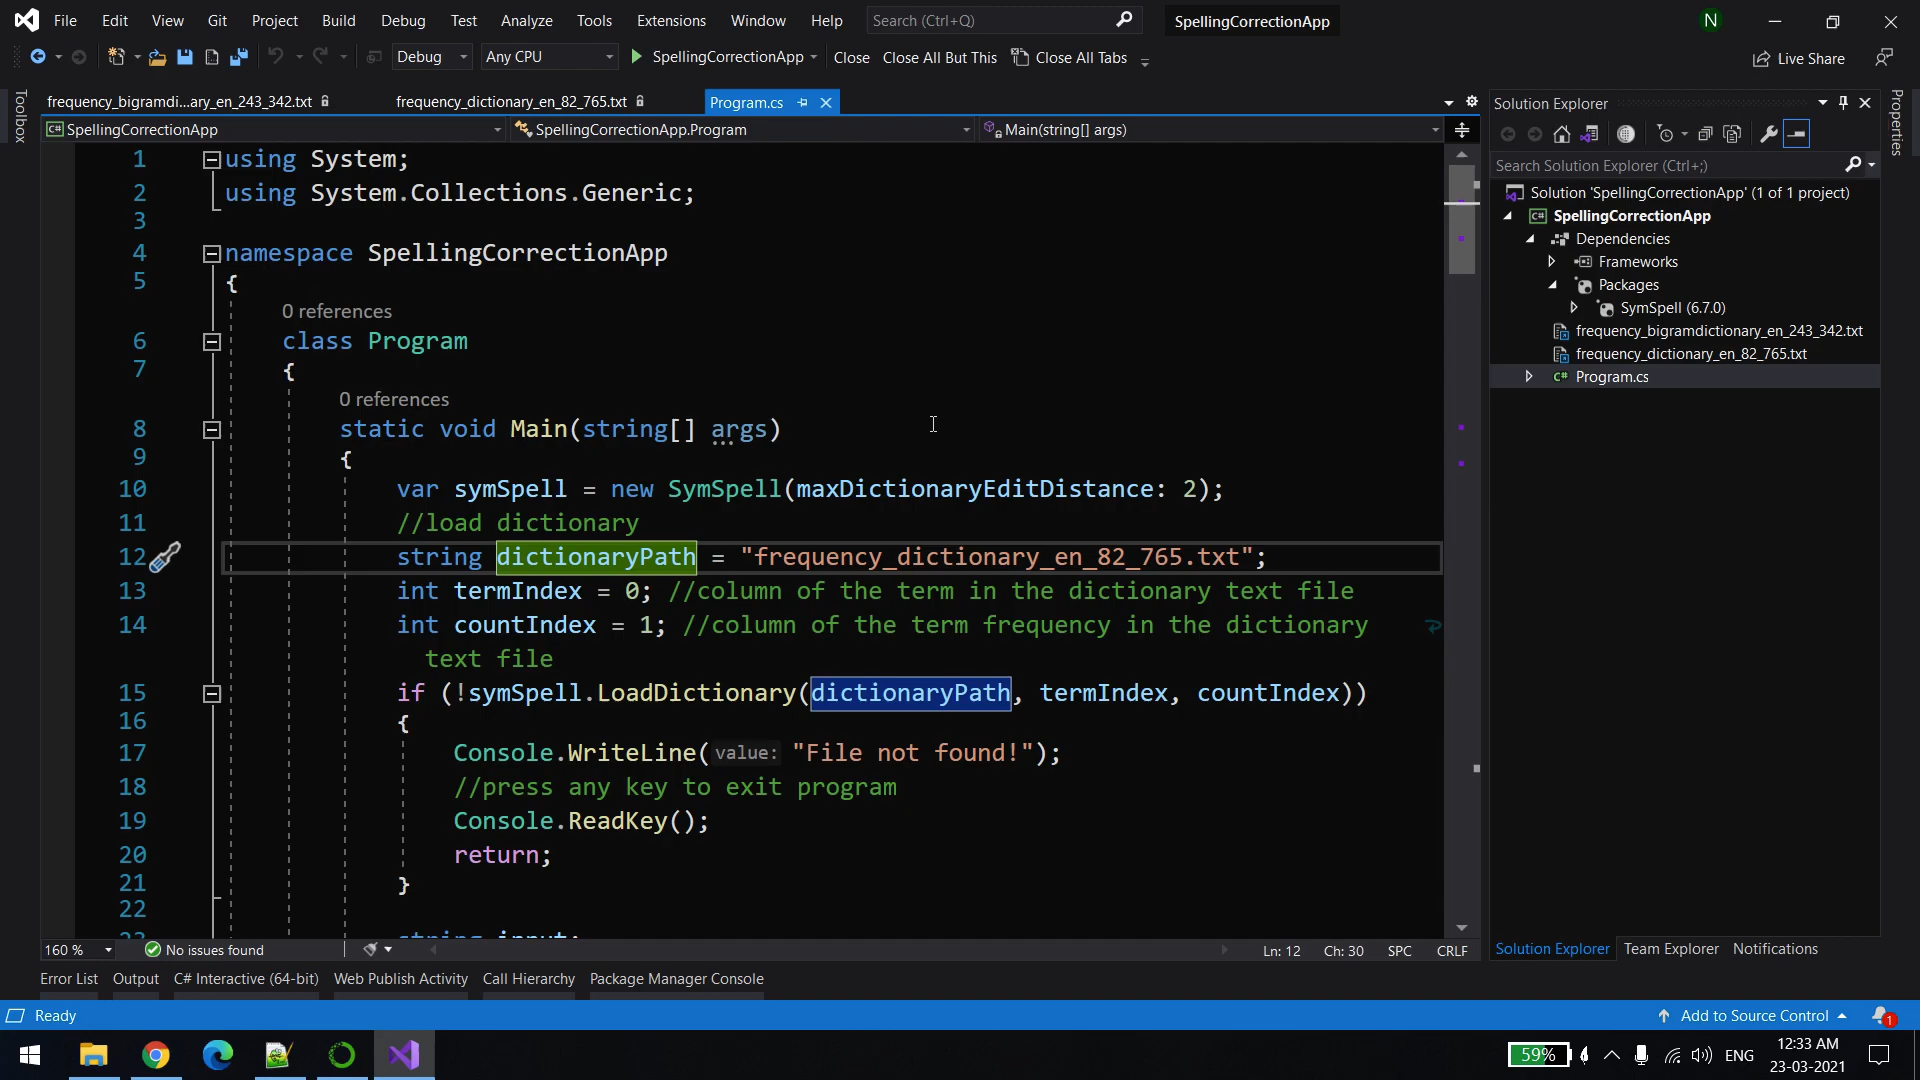 File Edit View Git Project Build Debug Test Analyze Tools Extensions Window Help Search (Ctrl+Q) SpellingCorrectionApp N
Debug Any CPU SpellingCorrectionApp Close Close All But This Close All Tabs Live Share
Toolbox
frequency_bigramdi...ary_en_243_342.txt frequency_dictionary_en_82_765.txt Program.cs
SpellingCorrectionApp SpellingCorrectionApp.Program Main(string[] args)
1 using System;
2 using System.Collections.Generic;
3
4 namespace SpellingCorrectionApp
5 {
0 references
6 class Program
7 {
0 references
8 static void Main(string[] args)
9 {
10 var symSpell = new SymSpell(maxDictionaryEditDistance: 2);
11 //load dictionary
12 string dictionaryPath = "frequency_dictionary_en_82_765.txt";
13 int termIndex = 0; //column of the term in the dictionary text file
14 int countIndex = 1; //column of the term frequency in the dictionary
text file
15 if (!symSpell.LoadDictionary(dictionaryPath, termIndex, countIndex))
16 {
17 Console.WriteLine(value: "File not found!");
18 //press any key to exit program
19 Console.ReadKey();
20 return;
21 }
22
23 string input;
160 % No issues found Ln: 12 Ch: 30 SPC CRLF
Solution Explorer
Properties
Search Solution Explorer (Ctrl+;)
Solution 'SpellingCorrectionApp' (1 of 1 project)
SpellingCorrectionApp
Dependencies
Frameworks
Packages
SymSpell (6.7.0)
frequency_bigramdictionary_en_243_342.txt
frequency_dictionary_en_82_765.txt
Program.cs
Solution Explorer Team Explorer Notifications
Error List Output C# Interactive (64-bit) Web Publish Activity Call Hierarchy Package Manager Console
Ready Add to Source Control 1
59% ENG 12:33 AM
23-03-2021